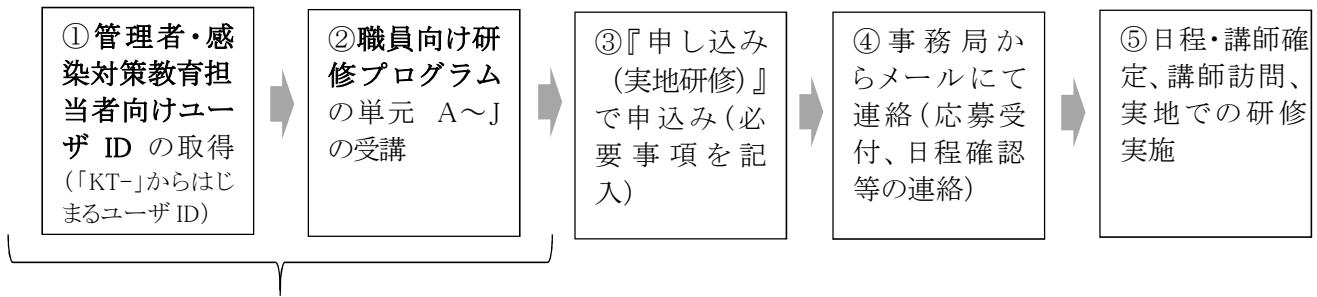 ①管理者・感
染対策教育担
当者向けユー
ザ ID の取得
(「KT-」からはじ
まるユーザ ID)
②職員向け研
修プログラム
の単元 A～J
の受講
③『申し込み
(実地研修)』
で申込み(必
要事項を記
入)
④事務局か
らメールにて
連絡(応募受
付、日程確認
等の連絡)
⑤日程・講師確
定、講師訪問、
実地での研修
実施